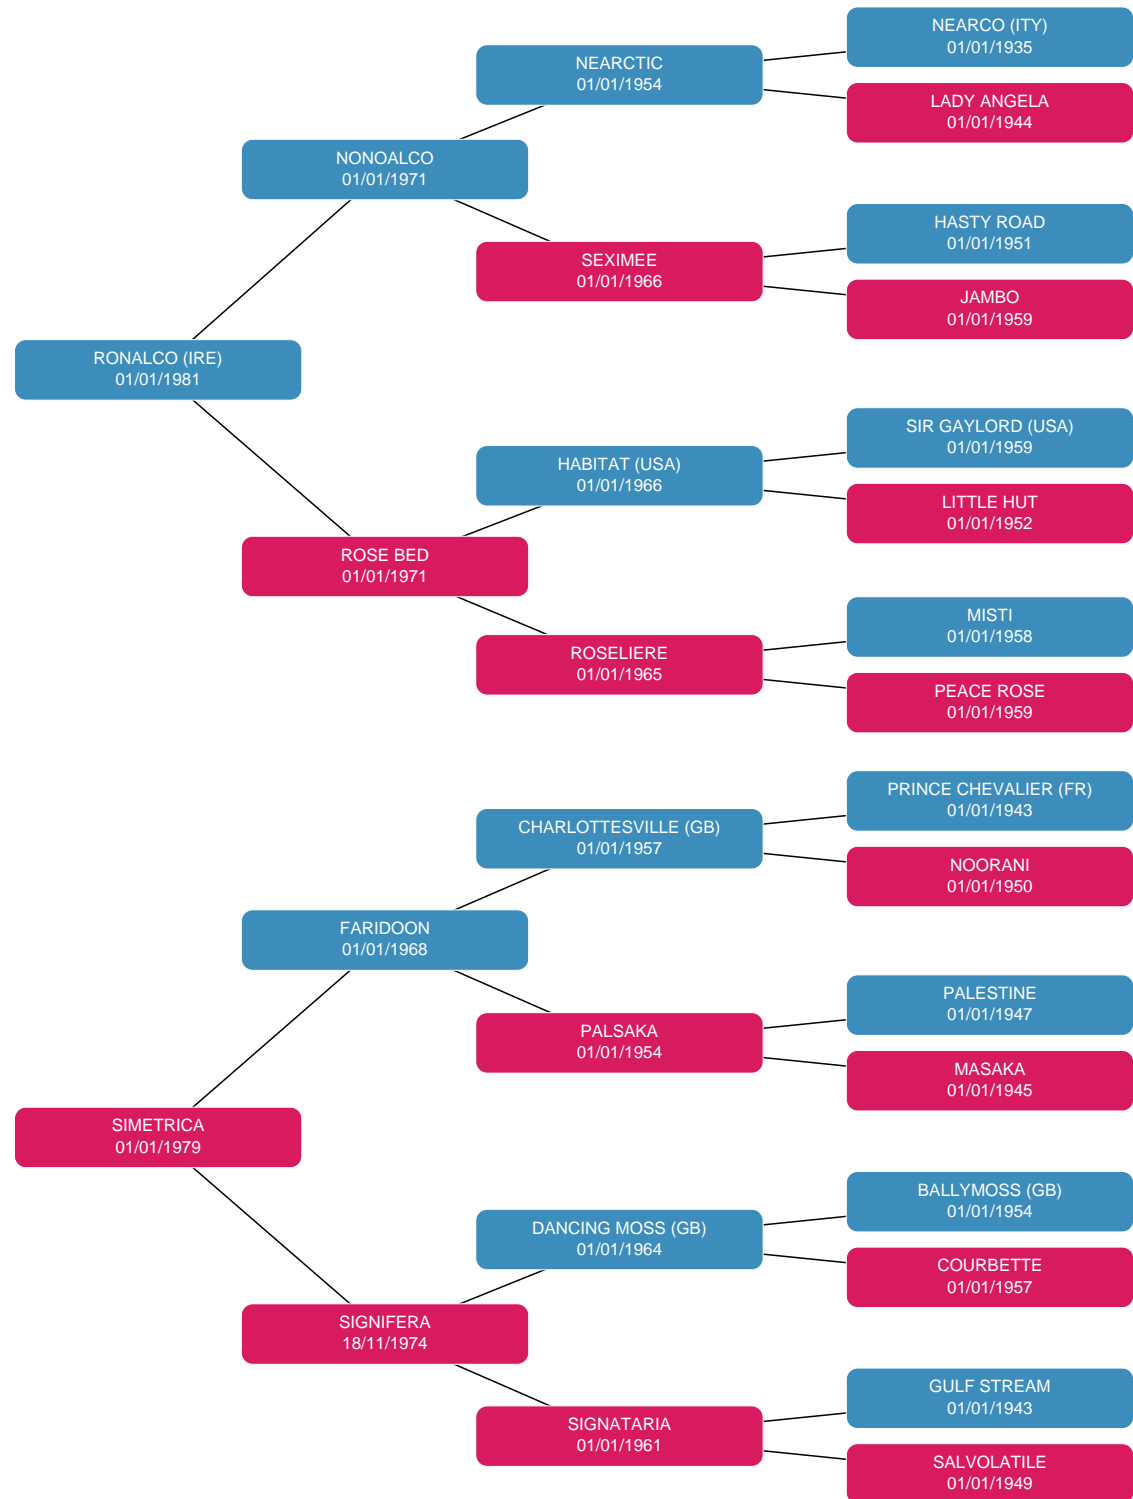 NEARCO (ITY)
01/01/1935
NEARCTIC
01/01/1954
LADY ANGELA
01/01/1944
NONOALCO
01/01/1971
HASTY ROAD
01/01/1951
SEXIMEE
01/01/1966
JAMBO
01/01/1959
RONALCO (IRE)
01/01/1981
SIR GAYLORD (USA)
01/01/1959
HABITAT (USA)
01/01/1966
LITTLE HUT
01/01/1952
ROSE BED
01/01/1971
MISTI
01/01/1958
ROSELIERE
01/01/1965
PEACE ROSE
01/01/1959
PRINCE CHEVALIER (FR)
01/01/1943
CHARLOTTESVILLE (GB)
01/01/1957
NOORANI
01/01/1950
FARIDOON
01/01/1968
PALESTINE
01/01/1947
PALSAKA
01/01/1954
MASAKA
01/01/1945
SIMETRICA
01/01/1979
BALLYMOSS (GB)
01/01/1954
DANCING MOSS (GB)
01/01/1964
COURBETTE
01/01/1957
SIGNIFERA
18/11/1974
GULF STREAM
01/01/1943
SIGNATARIA
01/01/1961
SALVOLATILE
01/01/1949